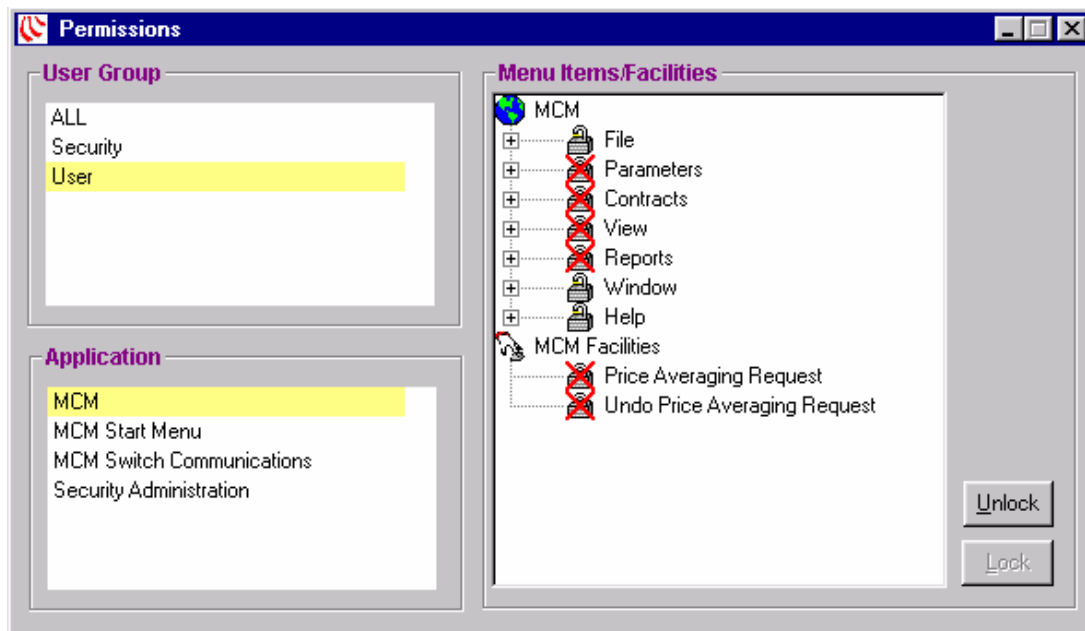 Permissions
User Group
ALL
Security
User
Application
MCM
MCM Start Menu
MCM Switch Communications
Security Administration
Menu Items/Facilities
MCM
File
Parameters
Contracts
View
Reports
Window
Help
MCM Facilities
Price Averaging Request
Undo Price Averaging Request
Unlock
Lock